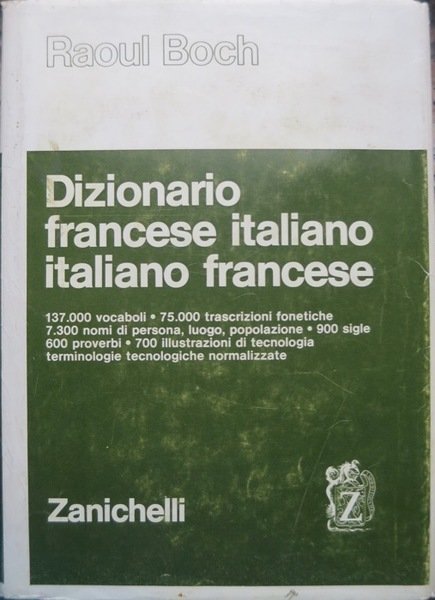 Raoul Boch
Dizionario
francese italiano
italiano francese
137.000 vocaboli • 75.000 trascrizioni fonetiche
7.300 nomi di persona, luogo, popolazione • 900 sigle
600 proverbi • 700 illustrazioni di tecnologia
terminologie tecnologiche normalizzate
Zanichelli
Z